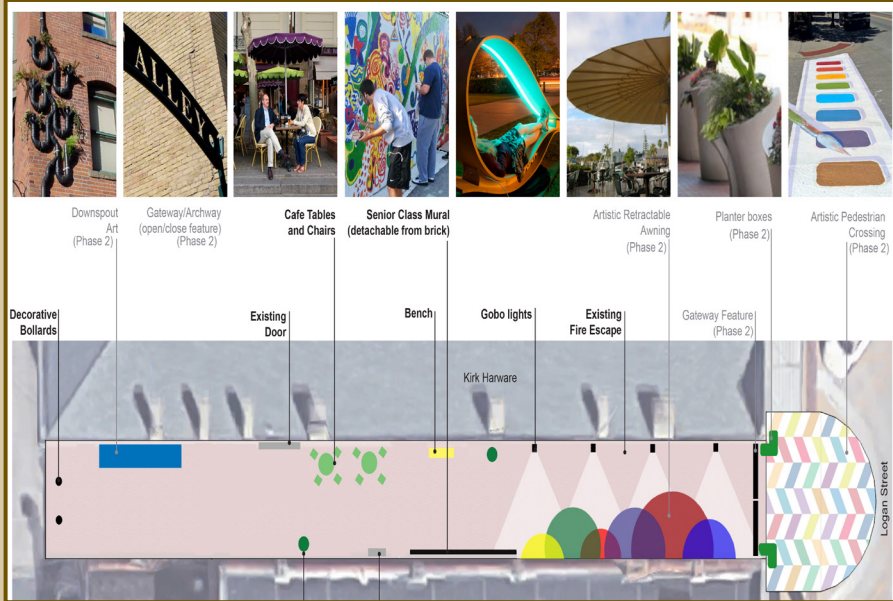 ALLEY
Downspout
Art
(Phase 2)
Gateway/Archway
(open/close feature)
(Phase 2)
Cafe Tables
and Chairs
Senior Class Mural
(detachable from brick)
Artistic Retractable
Awning
(Phase 2)
Planter boxes
(Phase 2)
Artistic Pedestrian
Crossing
(Phase 2)
Decorative
Bollards
Existing
Door
Bench
Gobo lights
Existing
Fire Escape
Gateway Feature
(Phase 2)
Kirk Harware
Logan Street